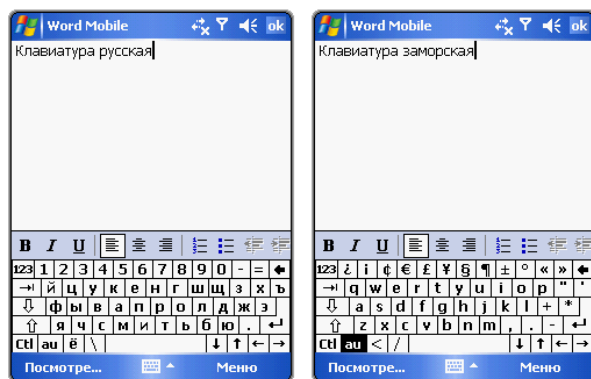 Word Mobile ok
Клавиатура русская
B I U
123 1 2 3 4 5 6 7 8 9 0 - =
й ц у к е н г ш щ з х ъ
ф ы в а п р о л д ж э
я ч с м и т ь б ю .
Ctl au ё \ ↓ ↑ ← →
Посмотре... Меню
Word Mobile ok
Клавиатура заморская
B I U
123 ¿ ¡ ¢ € £ ¥ § ¶ ± ° « »
q w e r t y u i o p " '
a s d f g h j k l + *
z x c v b n m , . -
Ctl au < / ↓ ↑ ← →
Посмотре... Меню